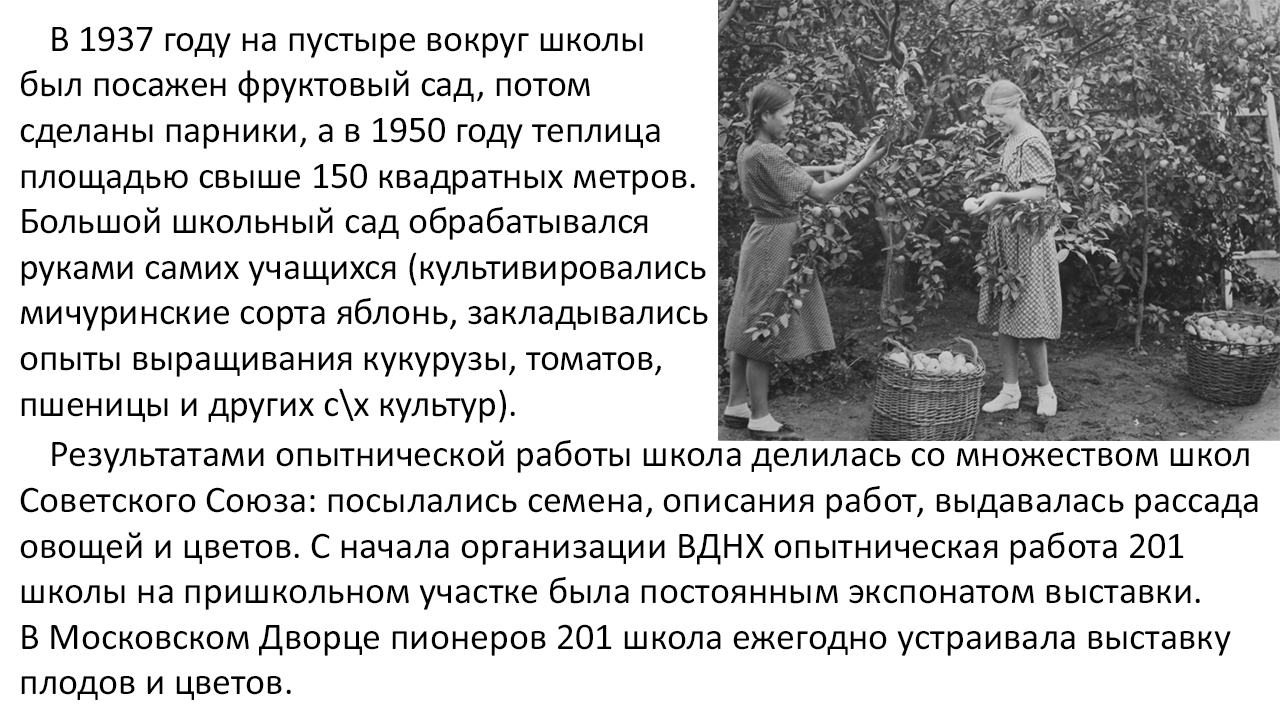 В 1937 году на пустыре вокруг школы
был посажен фруктовый сад, потом
сделаны парники, а в 1950 году теплица
площадью свыше 150 квадратных метров.
Большой школьный сад обрабатывался
руками самих учащихся (культивировались
мичуринские сорта яблонь, закладывались
опыты выращивания кукурузы, томатов,
пшеницы и других с\х культур).
Результатами опытнической работы школа делилась со множеством школ
Советского Союза: посылались семена, описания работ, выдавалась рассада
овощей и цветов. С начала организации ВДНХ опытническая работа 201
школы на пришкольном участке была постоянным экспонатом выставки.
В Московском Дворце пионеров 201 школа ежегодно устраивала выставку
плодов и цветов.